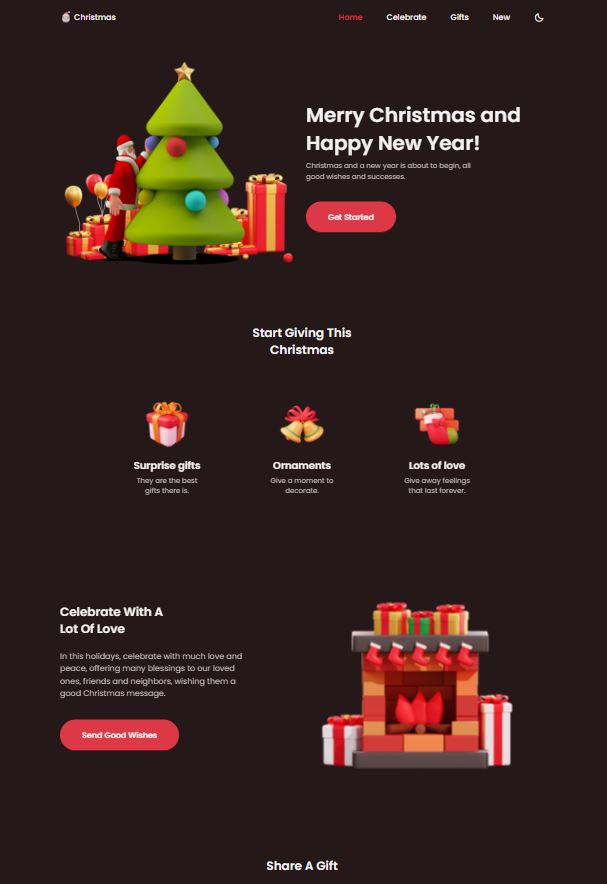 Christmas
Home Celebrate Gifts New
Merry Christmas and
Happy New Year!
Christmas and a new year is about to begin, all
good wishes and successes.
Get Started
Start Giving This
Christmas
Surprise gifts
They are the best
gifts there is.
Ornaments
Give a moment to
decorate.
Lots of love
Give away feelings
that last forever.
Celebrate With A
Lot Of Love
In this holidays, celebrate with much love and
peace, offering many blessings to our loved
ones, friends and neighbors, wishing them a
good Christmas message.
Send Good Wishes
Share A Gift